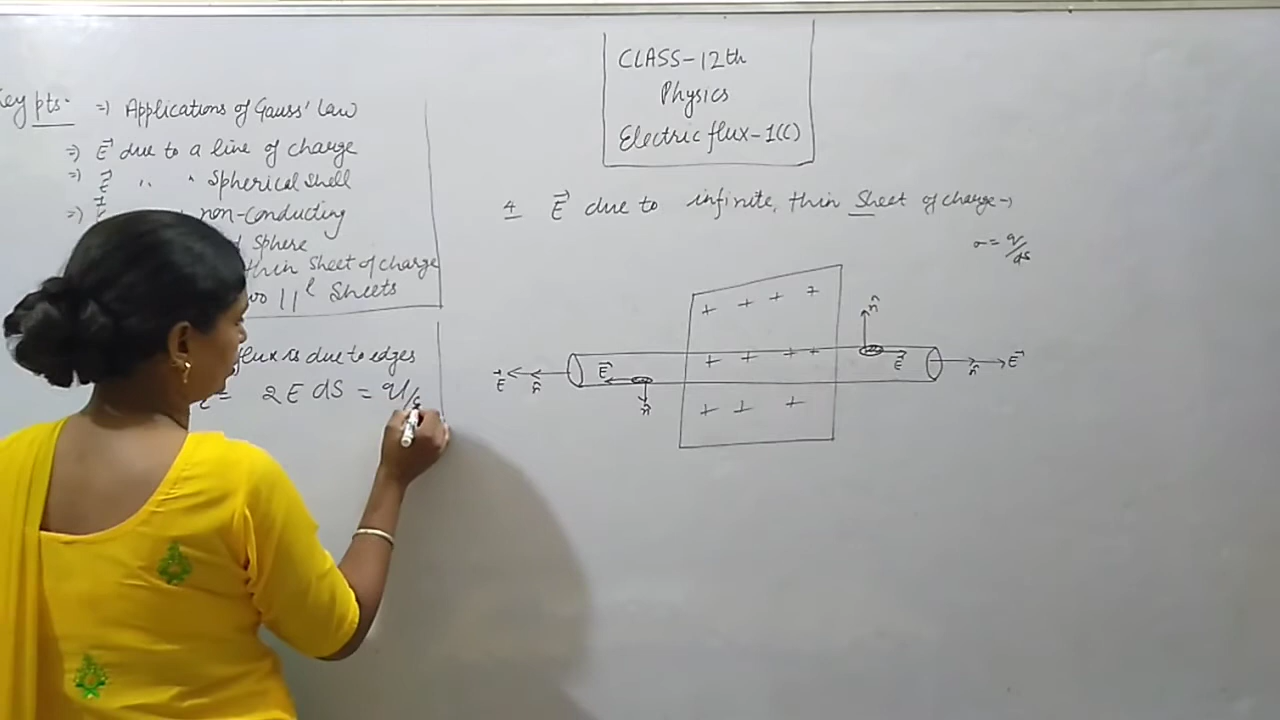 CLASS-12th
Physics
Electric flux-1(C)
Key pts. => Applications of Gauss' Law
=> E⃗ due to a line of charge
=> E⃗ " " Spherical Shell
=> non-conducting
Sphere
thin Sheet of charge
Two ||l Sheets
flux is due to edges
= 2E dS = q/ε
4 E⃗ due to infinite, thin Sheet of charge→
σ = q/ds
+ + + +
+ + + +
+ + +
E⃗ n̂
E⃗
n̂
n̂
E⃗
n̂ E⃗